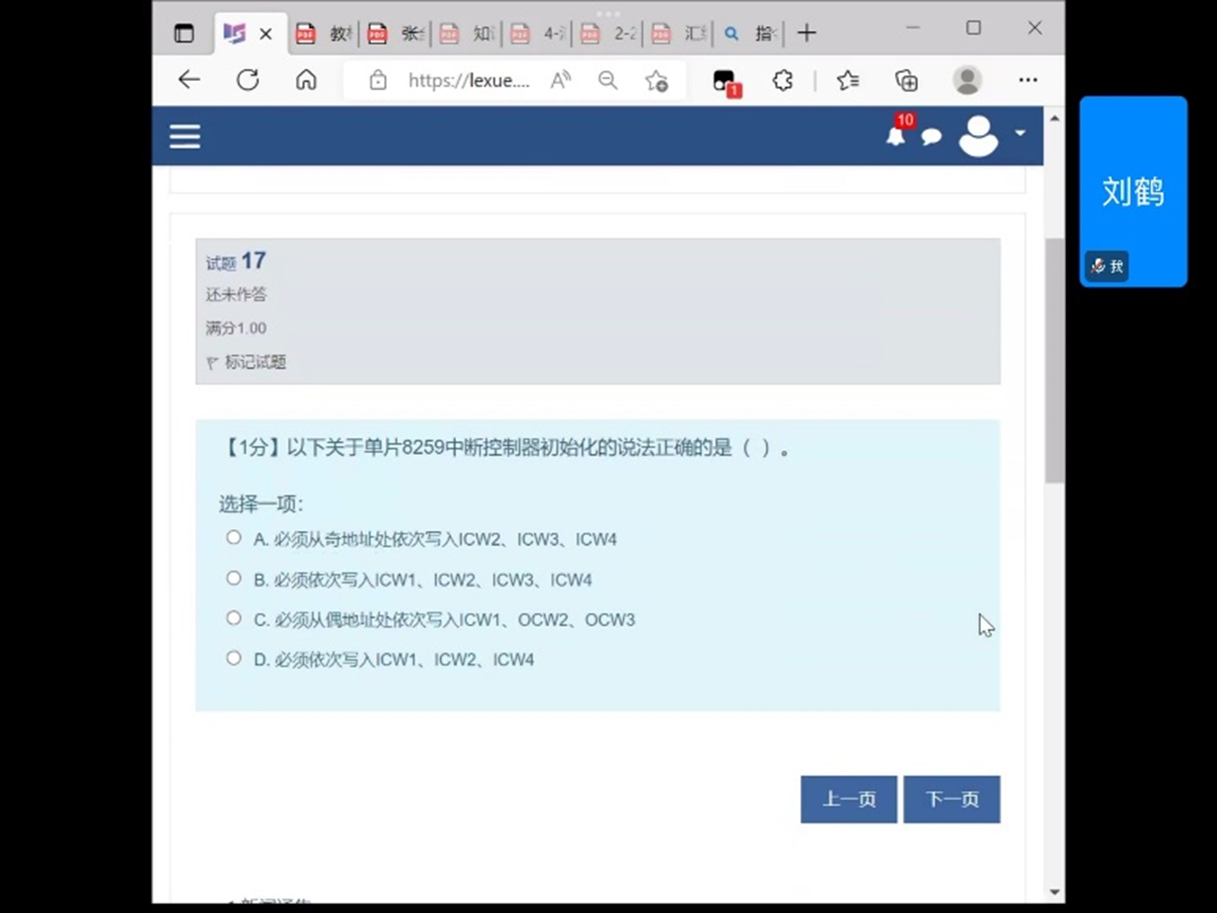 教
张
知
4-
2-2
汇
指
https://lexue....
1
10
刘鹤
我
试题 17
还未作答
满分1.00
标记试题
【1分】以下关于单片8259中断控制器初始化的说法正确的是（ ）。
选择一项：
A. 必须从奇地址处依次写入ICW2、ICW3、ICW4
B. 必须依次写入ICW1、ICW2、ICW3、ICW4
C. 必须从偶地址处依次写入ICW1、OCW2、OCW3
D. 必须依次写入ICW1、ICW2、ICW4
上一页
下一页